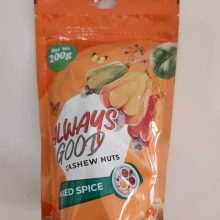 Net wt.
200g
ALWAYS
GOOD
CASHEW NUTS
MIXED SPICE